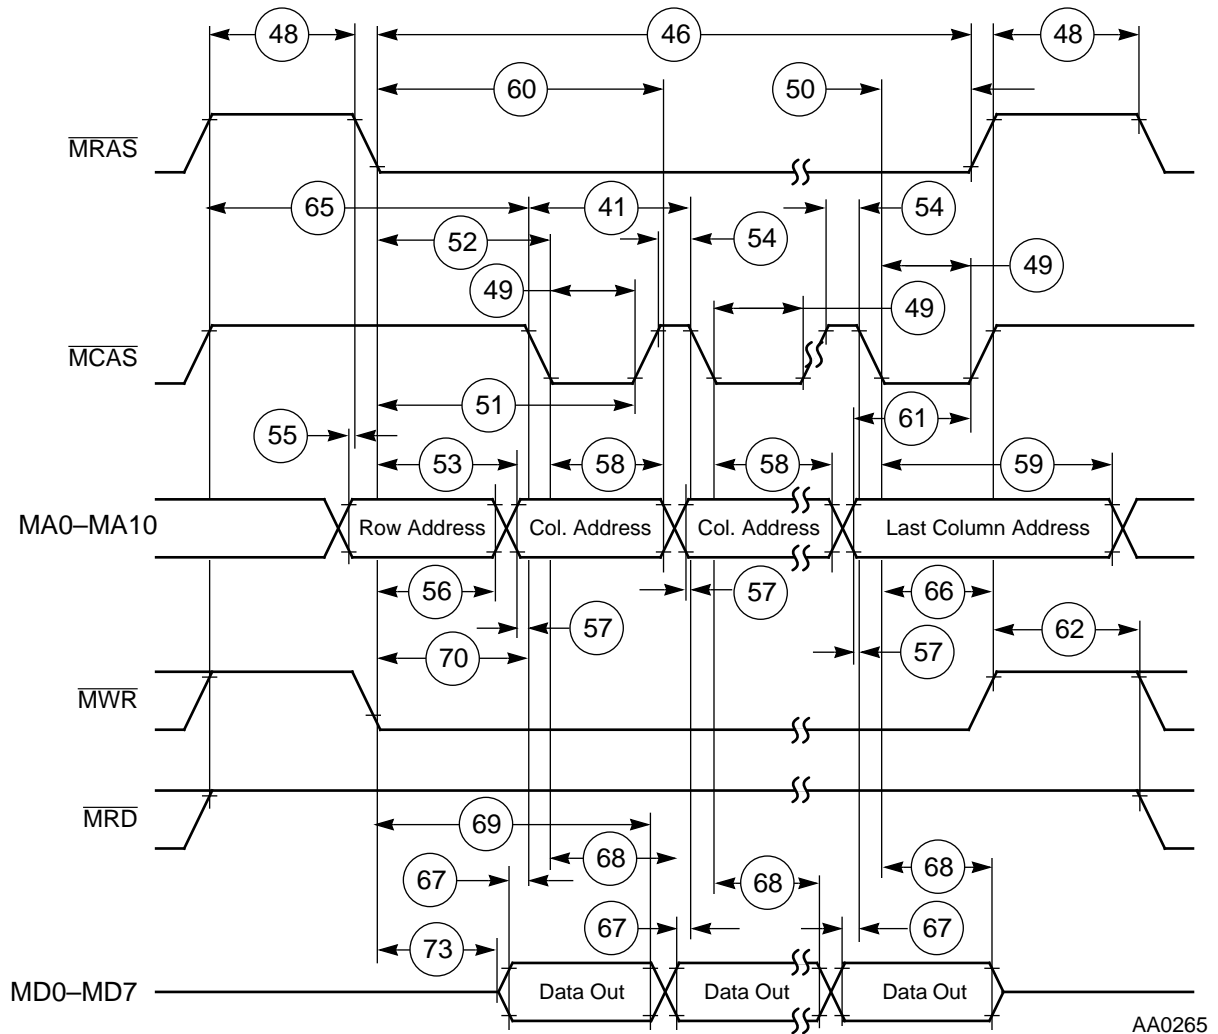 48 46 48
60 50
MRAS
65 41 54
52 54
49 49
49
MCAS
51 61
55 53 58 58 59
MA0–MA10 Row Address Col. Address Col. Address Last Column Address
56 57 66
57 62
70 57
MWR
MRD
69
68 68
67 68
67 67
73
MD0–MD7 Data Out Data Out Data Out
AA0265